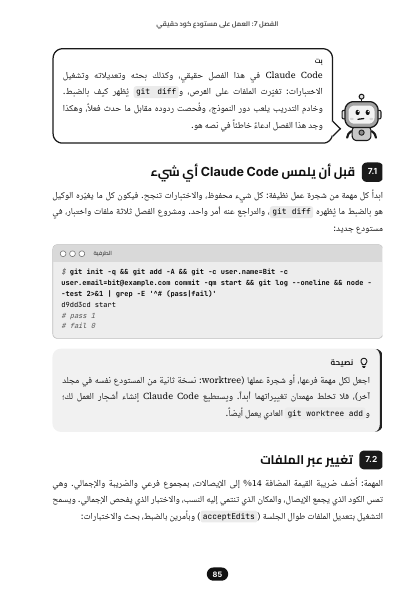 الفصل 7: العمل على مستودع كود حقيقي
بت
Claude Code في هذا الفصل حقيقي، وكذلك بحثه وتعديلاته وتشغيل
الاختبارات: تغيّرت الملفات على القرص، و git diff يُظهر كيف بالضبط.
وخادم التدريب يلعب دور النموذج، وفُحصت ردوده مقابل ما حدث فعلاً، وهكذا
وجد هذا الفصل ادعاءً خاطئاً في نصه هو.
7.1 قبل أن يلمس Claude Code أي شيء
ابدأ كل مهمة من شجرة عمل نظيفة: كل شيء محفوظ، والاختبارات تنجح. فيكون كل ما يغيّره الوكيل
هو بالضبط ما يُظهره git diff، والتراجع عنه أمر واحد. ومشروع الفصل ثلاثة ملفات واختبار، في
مستودع جديد:
الطرفية
$ git init -q && git add -A && git -c user.name=Bit -c
user.email=bit@example.com commit -qm start && git log --oneline && node -
-test 2>&1 | grep -E '^# (pass|fail)'
d9dd3cd start
# pass 1
# fail 0
نصيحة
اجعل لكل مهمة فرعها، أو شجرة عملها (worktree: نسخة ثانية من المستودع نفسه في مجلد
آخر)، فلا تختلط مهمتان تغييراتهما أبداً. ويستطيع Claude Code إنشاء أشجار العمل لك؛
و git worktree add العادي يعمل أيضاً.
7.2 تغيير عبر الملفات
المهمة: أضف ضريبة القيمة المضافة 14% إلى الإيصالات، بمجموع فرعي والضريبة والإجمالي. وهي
تمس الكود الذي يجمع الإيصال، والمكان الذي تنتمي إليه النسب، والاختبار الذي يفحص الإجمالي. ويسمح
التشغيل بتعديل الملفات طوال الجلسة (acceptEdits) وبأمرين بالضبط، بحث والاختبارات:
85